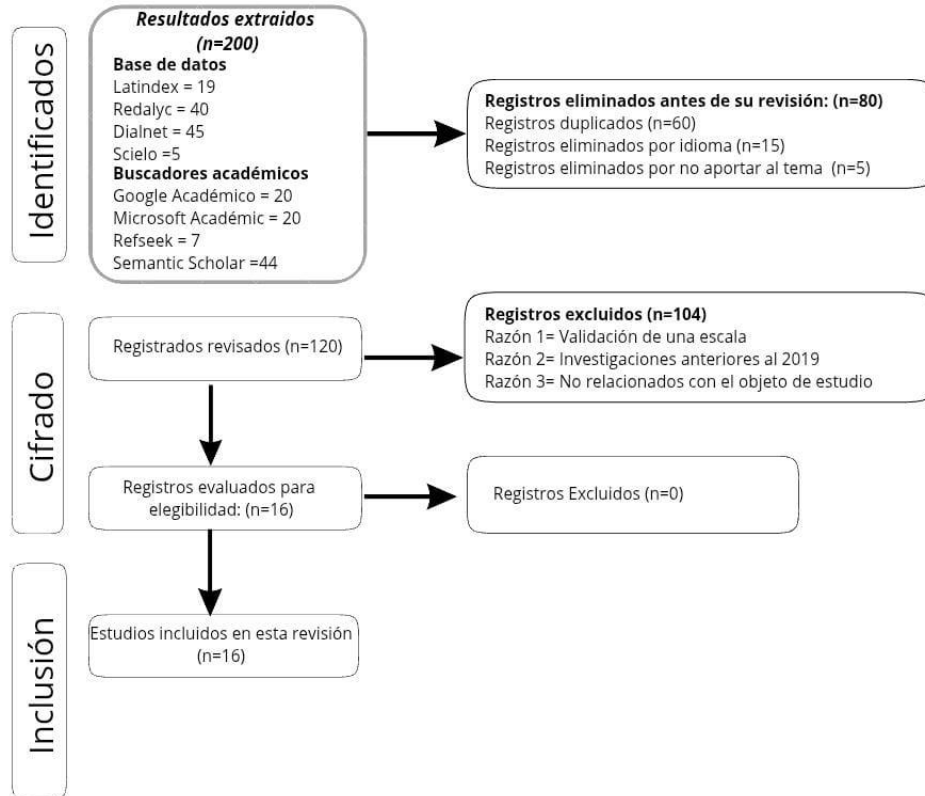 Identificados
Resultados extraidos
(n=200)
Base de datos
Latindex = 19
Redalyc = 40
Dialnet = 45
Scielo =5
Buscadores académicos
Google Académico = 20
Microsoft Académic = 20
Refseek = 7
Semantic Scholar =44
Registros eliminados antes de su revisión: (n=80)
Registros duplicados (n=60)
Registros eliminados por idioma (n=15)
Registros eliminados por no aportar al tema (n=5)
Cifrado
Registrados revisados (n=120)
Registros excluidos (n=104)
Razón 1= Validación de una escala
Razón 2= Investigaciones anteriores al 2019
Razón 3= No relacionados con el objeto de estudio
Registros evaluados para
elegibilidad: (n=16)
Registros Excluidos (n=0)
Inclusión
Estudios incluidos en esta revisión
(n=16)